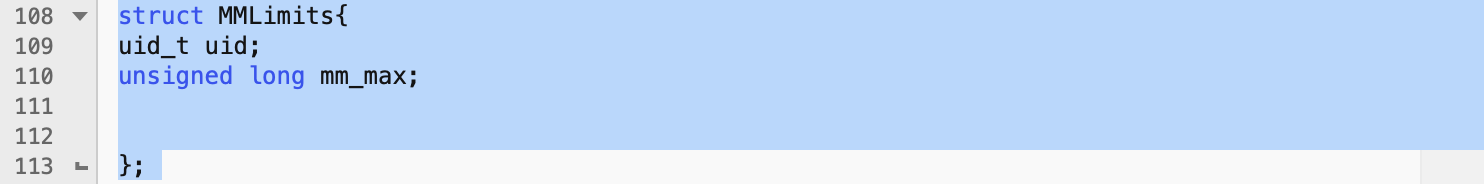 108 struct MMLimits{
109 uid_t uid;
110 unsigned long mm_max;
111
112
113 };